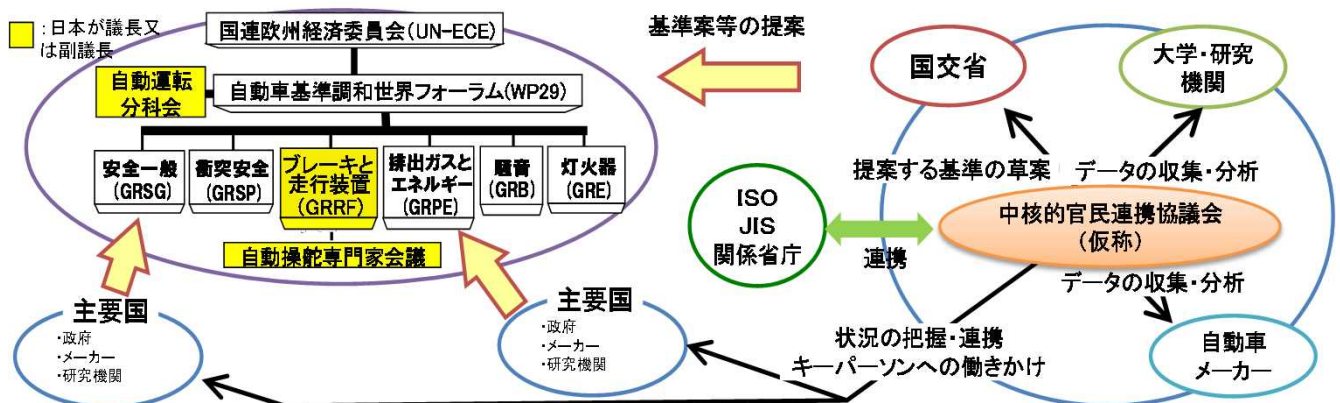 :日本が議長又
は副議長
国連欧州経済委員会(UN-ECE)
自動運転
分科会
自動車基準調和世界フォーラム(WP29)
安全一般
(GRSG)
衝突安全
(GRSP)
ブレーキと
走行装置
(GRRF)
排出ガスと
エネルギー
(GRPE)
騒音
(GRB)
灯火器
(GRE)
自動操舵専門家会議
主要国
・政府
・メーカー
・研究機関
主要国
・政府
・メーカー
・研究機関
基準案等の提案
国交省
大学・研究
機関
提案する基準の草案
データの収集・分析
ISO
JIS
関係省庁
連携
中核的官民連携協議会
(仮称)
データの収集・分析
状況の把握・連携
キーパーソンへの働きかけ
自動車
メーカー